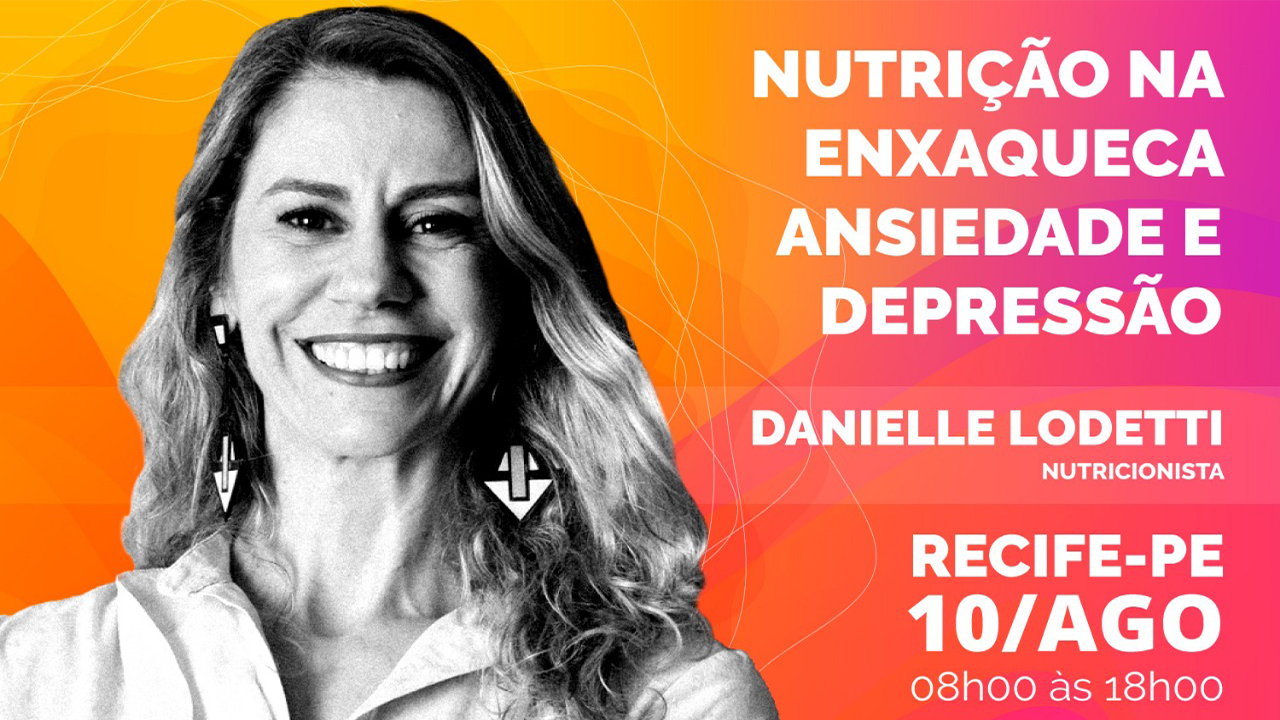 NUTRIÇÃO NA
ENXAQUECA
ANSIEDADE E
DEPRESSÃO
DANIELLE LODETTI
NUTRICIONISTA
RECIFE-PE
10/AGO
08h00 às 18h00